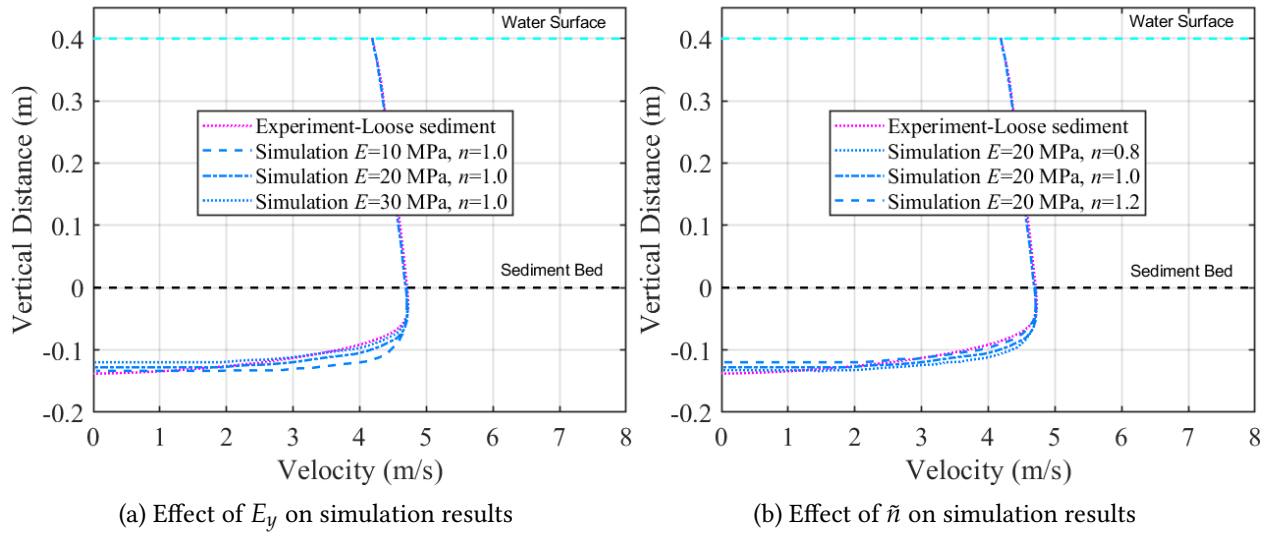 Water Surface
0.4
0.3
0.2
0.1
0
-0.1
-0.2
Vertical Distance (m)
Experiment-Loose sediment
Simulation E=10 MPa, n=1.0
Simulation E=20 MPa, n=1.0
Simulation E=30 MPa, n=1.0
Sediment Bed
0 1 2 3 4 5 6 7 8
Velocity (m/s)
(a) Effect of E_y on simulation results
Water Surface
0.4
0.3
0.2
0.1
0
-0.1
-0.2
Vertical Distance (m)
Experiment-Loose sediment
Simulation E=20 MPa, n=0.8
Simulation E=20 MPa, n=1.0
Simulation E=20 MPa, n=1.2
Sediment Bed
0 1 2 3 4 5 6 7 8
Velocity (m/s)
(b) Effect of ñ on simulation results